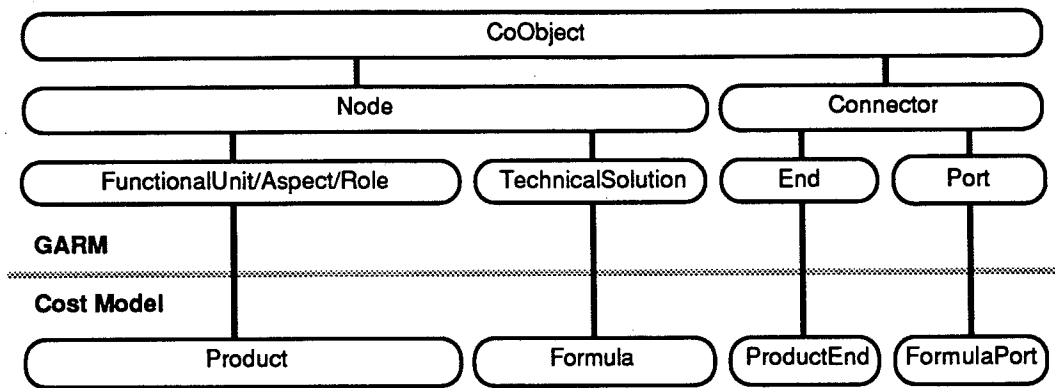 CoObject
Node
Connector
FunctionalUnit/Aspect/Role
TechnicalSolution
End
Port
GARM
Cost Model
Product
Formula
ProductEnd
FormulaPort